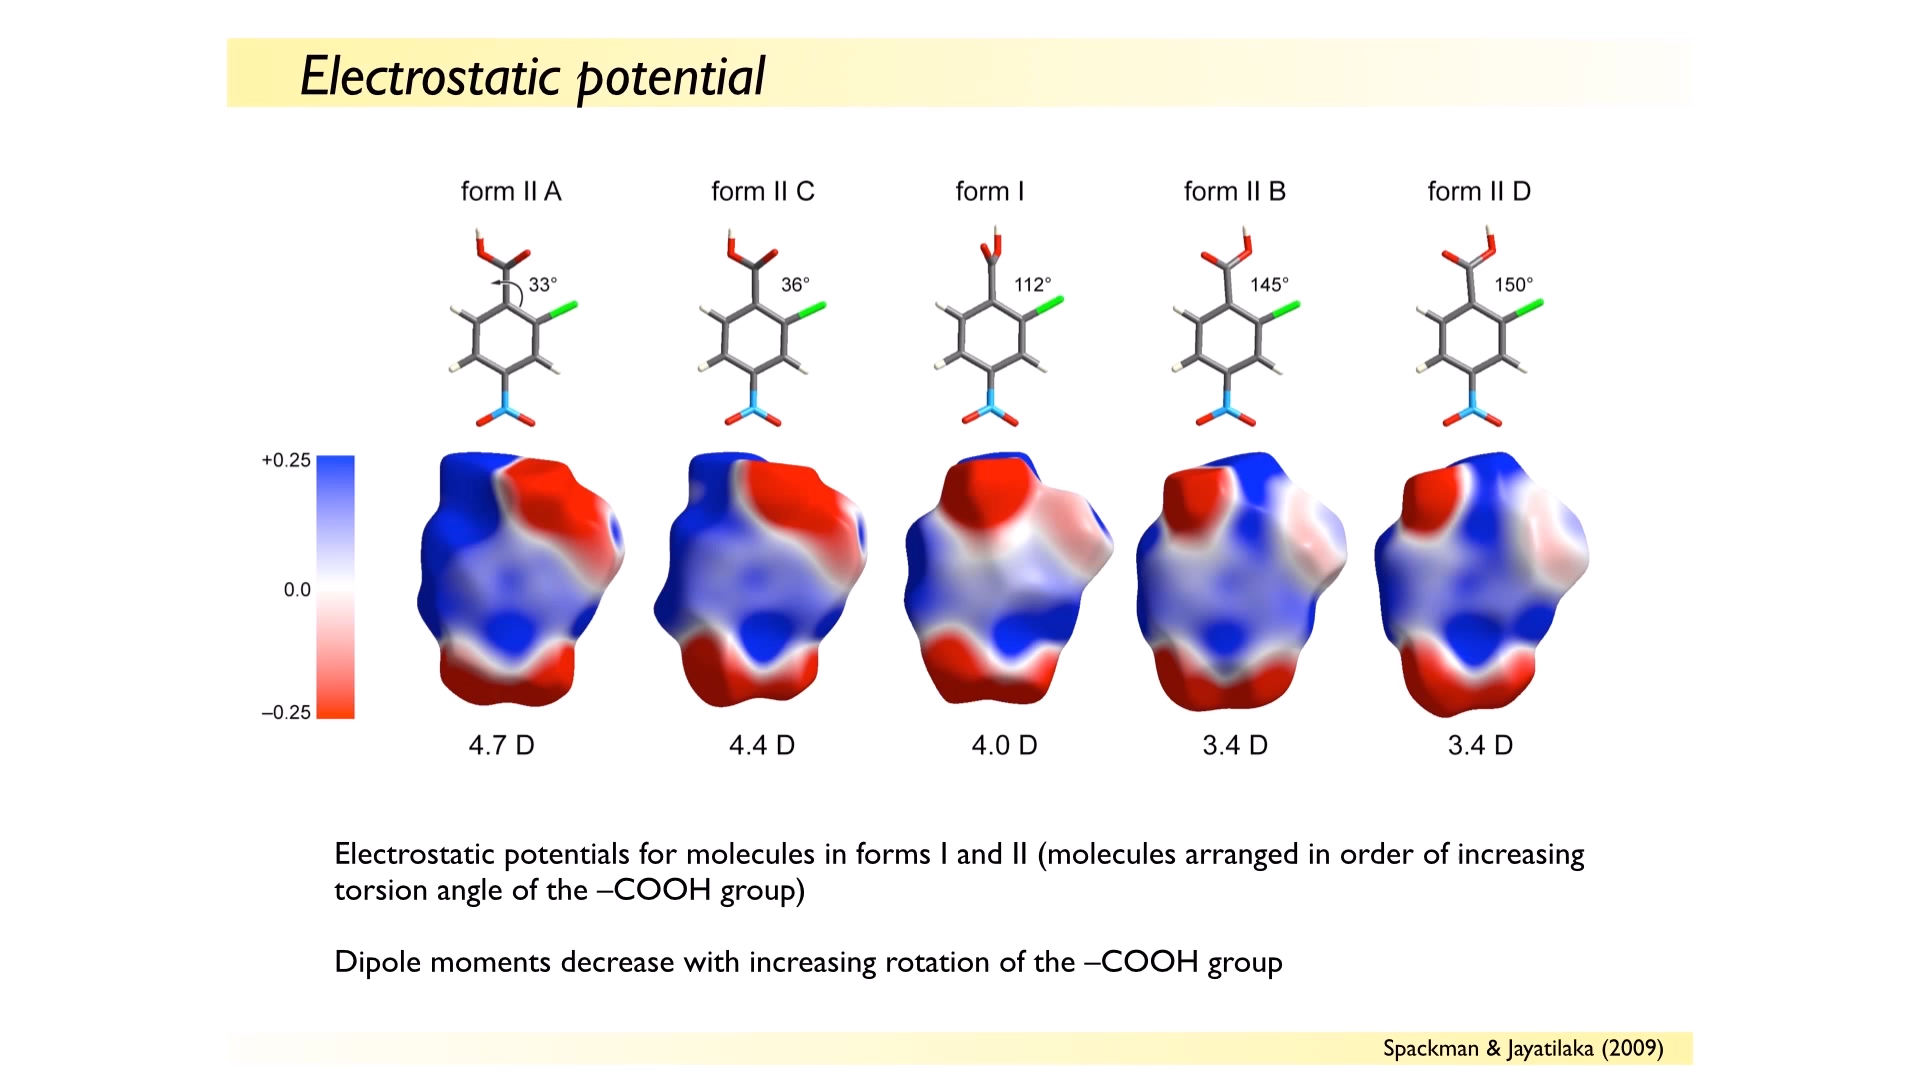 Electrostatic potential
form II A form II C form I form II B form II D
33° 36° 112° 145° 150°
+0.25
0.0
–0.25
4.7 D 4.4 D 4.0 D 3.4 D 3.4 D
Electrostatic potentials for molecules in forms I and II (molecules arranged in order of increasing
torsion angle of the –COOH group)
Dipole moments decrease with increasing rotation of the –COOH group
Spackman & Jayatilaka (2009)